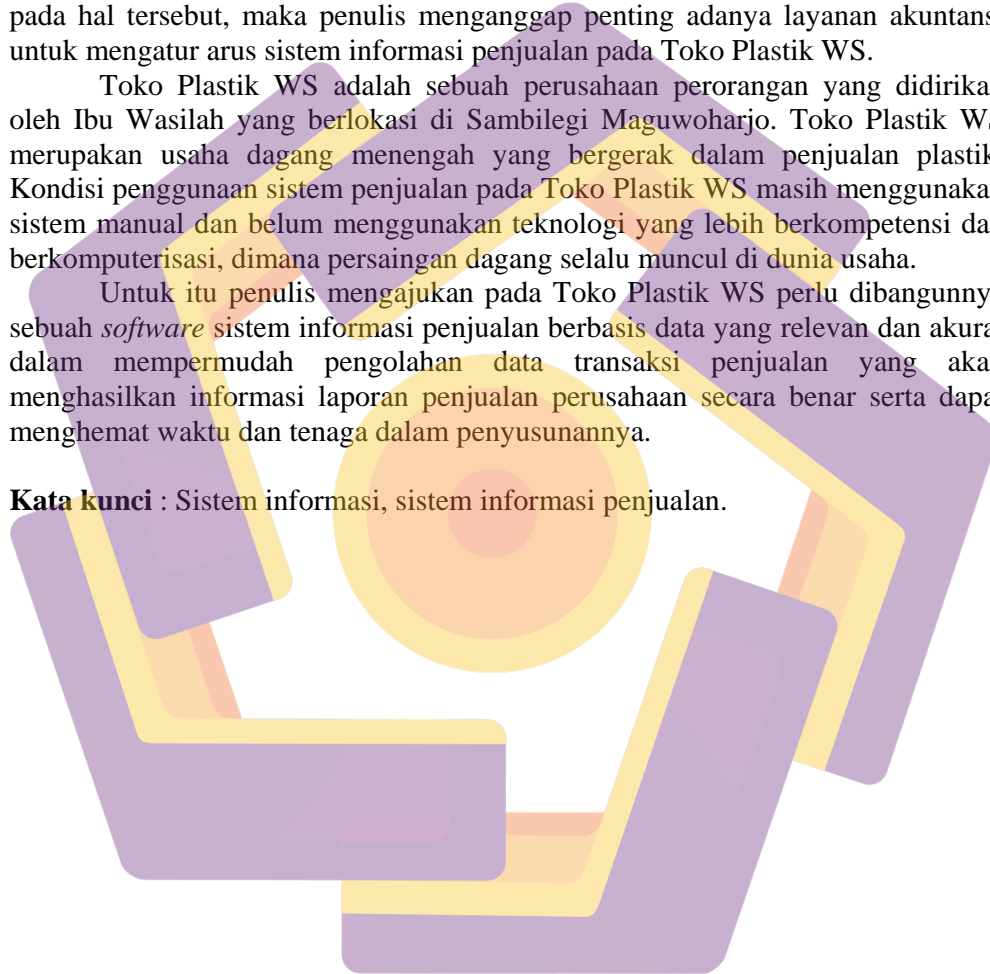 pada hal tersebut, maka penulis menganggap penting adanya layanan akuntans
untuk mengatur arus sistem informasi penjualan pada Toko Plastik WS.
Toko Plastik WS adalah sebuah perusahaan perorangan yang didirika
oleh Ibu Wasilah yang berlokasi di Sambilegi Maguwoharjo. Toko Plastik WS
merupakan usaha dagang menengah yang bergerak dalam penjualan plastik
Kondisi penggunaan sistem penjualan pada Toko Plastik WS masih menggunaka
sistem manual dan belum menggunakan teknologi yang lebih berkompetensi da
berkomputerisasi, dimana persaingan dagang selalu muncul di dunia usaha.
Untuk itu penulis mengajukan pada Toko Plastik WS perlu dibangunny
sebuah software sistem informasi penjualan berbasis data yang relevan dan akura
dalam mempermudah pengolahan data transaksi penjualan yang aka
menghasilkan informasi laporan penjualan perusahaan secara benar serta dapa
menghemat waktu dan tenaga dalam penyusunannya.
Kata kunci : Sistem informasi, sistem informasi penjualan.